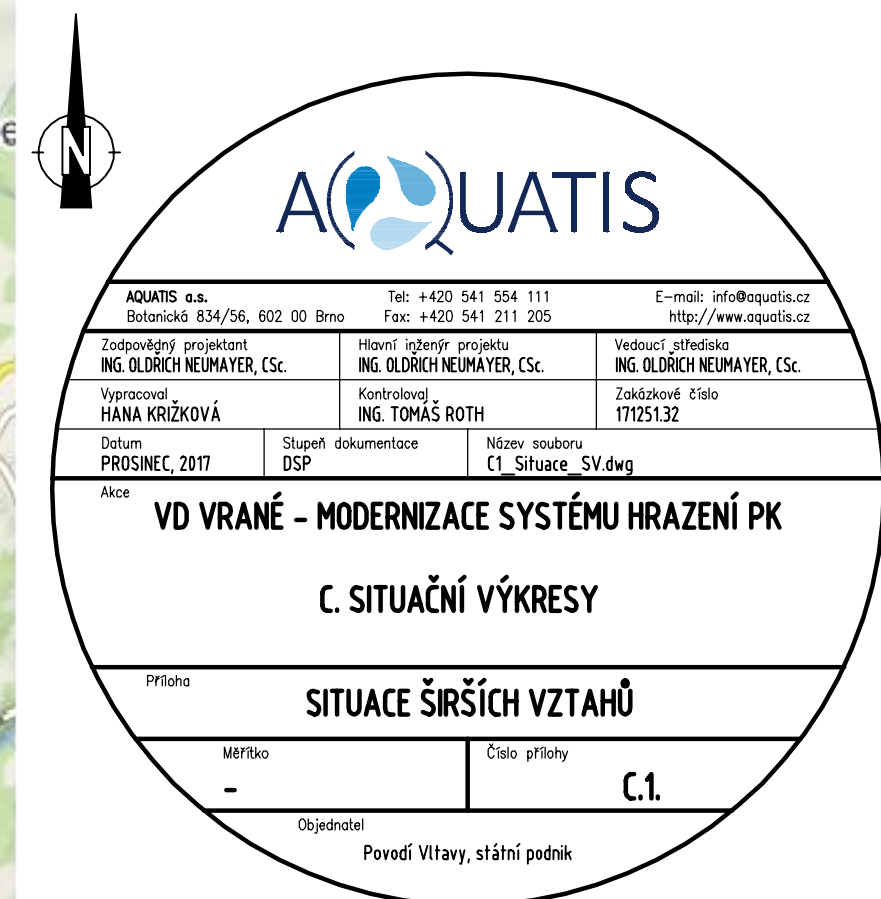 N
AQUATIS
AQUATIS a.s. Tel: +420 541 554 111 E-mail: info@aquatis.cz
Botanická 834/56, 602 00 Brno Fax: +420 541 211 205 http://www.aquatis.cz
Zodpovědný projektant Hlavní inženýr projektu Vedoucí střediska
ING. OLDŘICH NEUMAYER, CSc. ING. OLDŘICH NEUMAYER, CSc. ING. OLDŘICH NEUMAYER, CSc.
Vypracoval Kontroloval Zakázkové číslo
HANA KRIŽKOVÁ ING. TOMÁŠ ROTH 171251.32
Datum Stupeň dokumentace Název souboru
PROSINEC, 2017 DSP C1_Situace_SV.dwg
Akce
VD VRANÉ - MODERNIZACE SYSTÉMU HRAZENÍ PK
C. SITUAČNÍ VÝKRESY
Příloha
SITUACE ŠIRŠÍCH VZTAHŮ
Měřítko Číslo přílohy
- C.1.
Objednatel
Povodí Vltavy, státní podnik